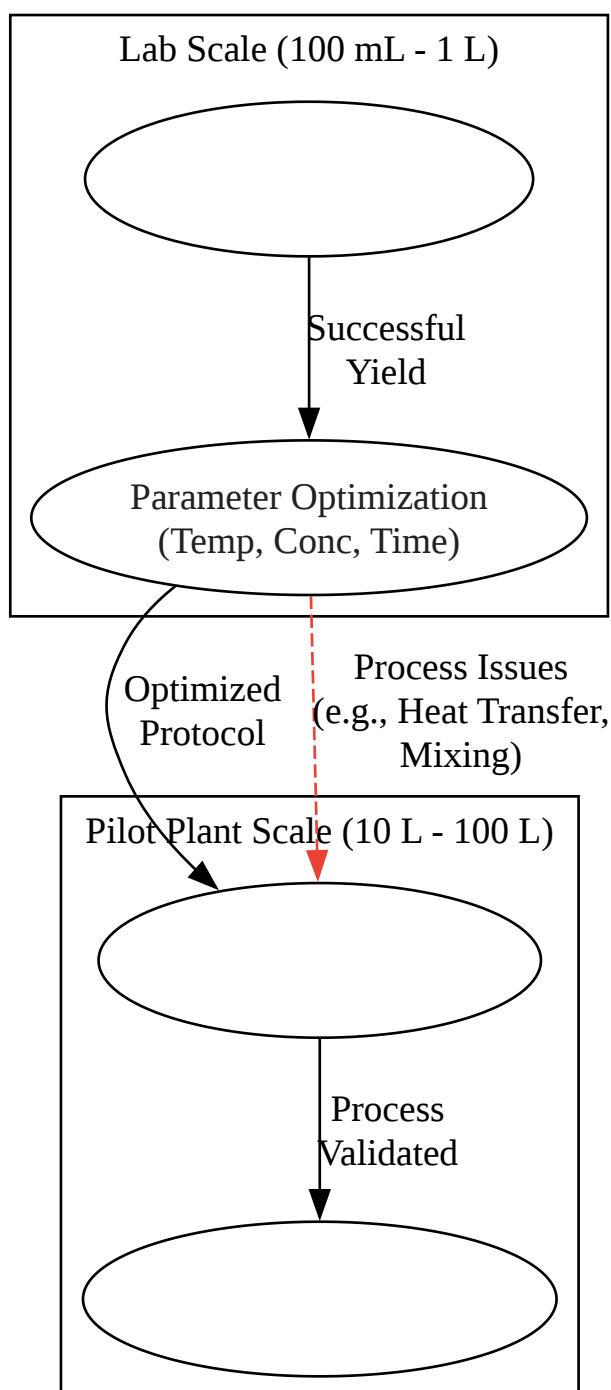 Lab Scale (100 mL - 1 L)
Successful
Yield
Parameter Optimization
(Temp, Conc, Time)
Optimized
Protocol
Process Issues
(e.g., Heat Transfer,
Mixing)
Pilot Plant Scale (10 L - 100 L)
Process
Validated